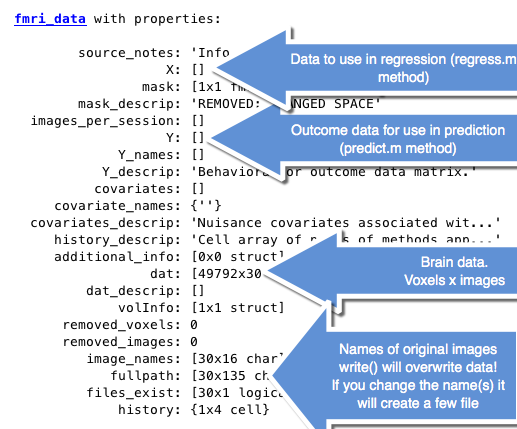 fmri_data with properties:
source_notes: 'Info
X: []
mask: [1x1 fm
mask_descrip: 'REMOVED: ANGED SPACE'
images_per_session: []
Y: []
Y_names: []
Y_descrip: 'Behavior or outcome data matrix.'
covariates: []
covariate_names: {''}
covariates_descrip: 'Nuisance covariates associated wit...'
history_descrip: 'Cell array of of methods app...'
additional_info: [0x0 struct]
dat: [49792x30
dat_descrip: []
volInfo: [1x1 struct]
removed_voxels: 0
removed_images: 0
image_names: [30x16 char]
fullpath: [30x135 ch
files_exist: [30x1 logic
history: {1x4 cell}
Data to use in regression (regress.m
method)
Outcome data for use in prediction
(predict.m method)
Brain data.
Voxels x images
Names of original images
write() will overwrite data!
If you change the name(s) it
will create a few file